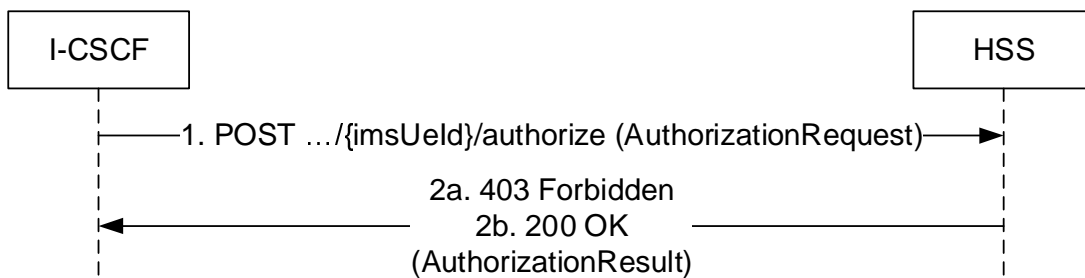 I-CSCF
HSS
1. POST …/{imsUeId}/authorize (AuthorizationRequest)
2a. 403 Forbidden
2b. 200 OK
(AuthorizationResult)